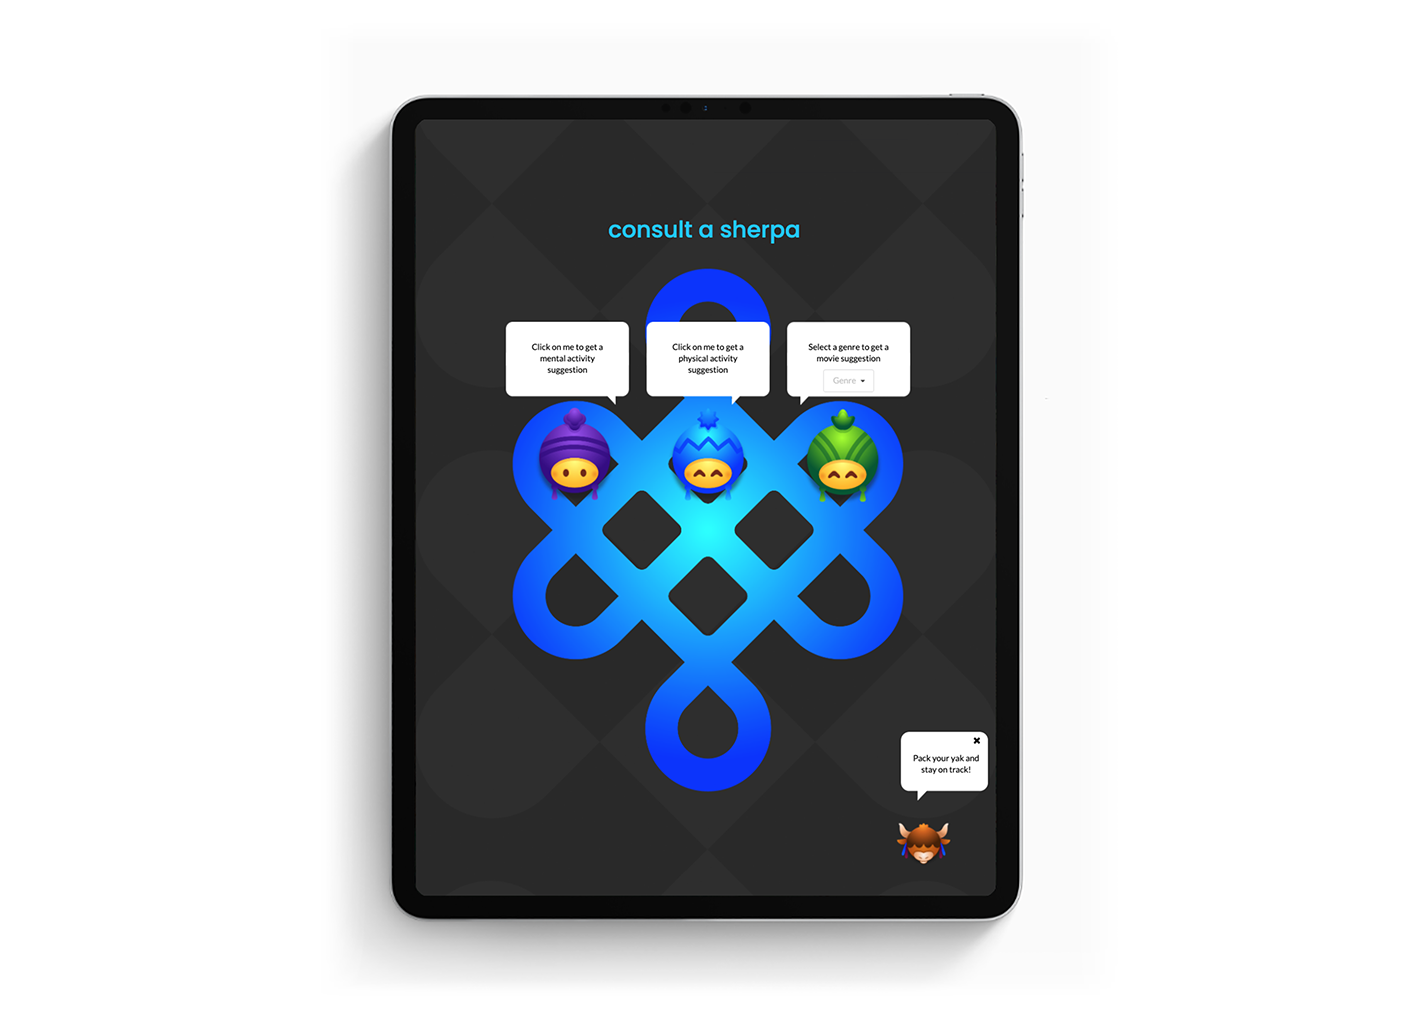 consult a sherpa
Click on me to get a
mental activity
suggestion
Click on me to get a
physical activity
suggestion
Select a genre to get a
movie suggestion
Genre
Pack your yak and
stay on track!